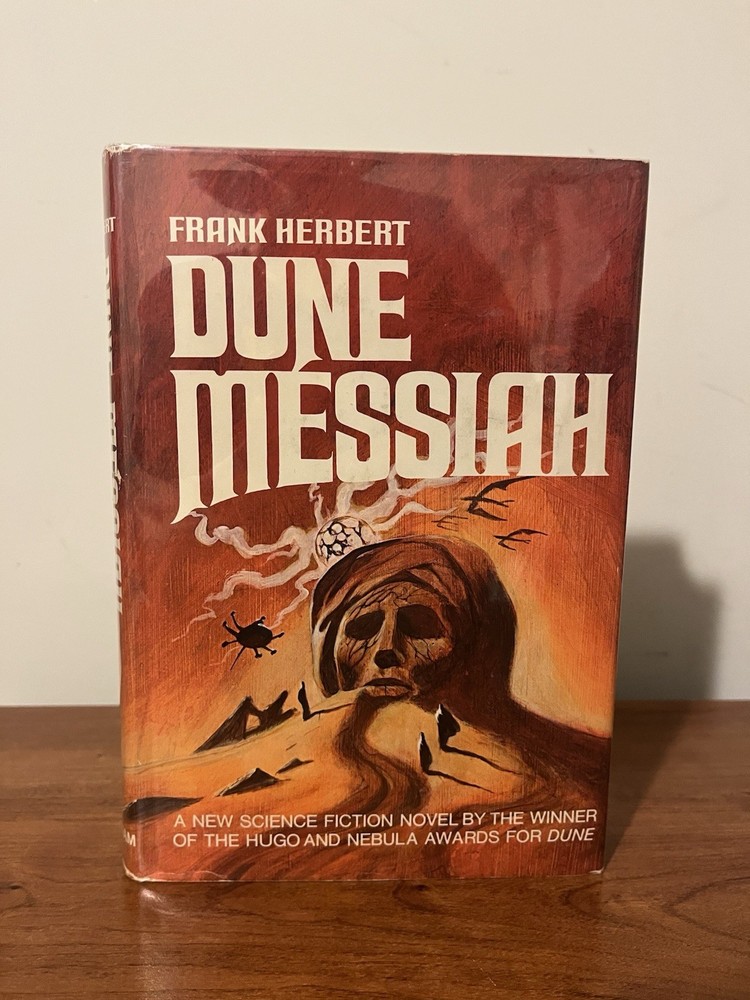 FRANK HERBERT
DUNE
MESSIAH
A NEW SCIENCE FICTION NOVEL BY THE WINNER
OF THE HUGO AND NEBULA AWARDS FOR DUNE